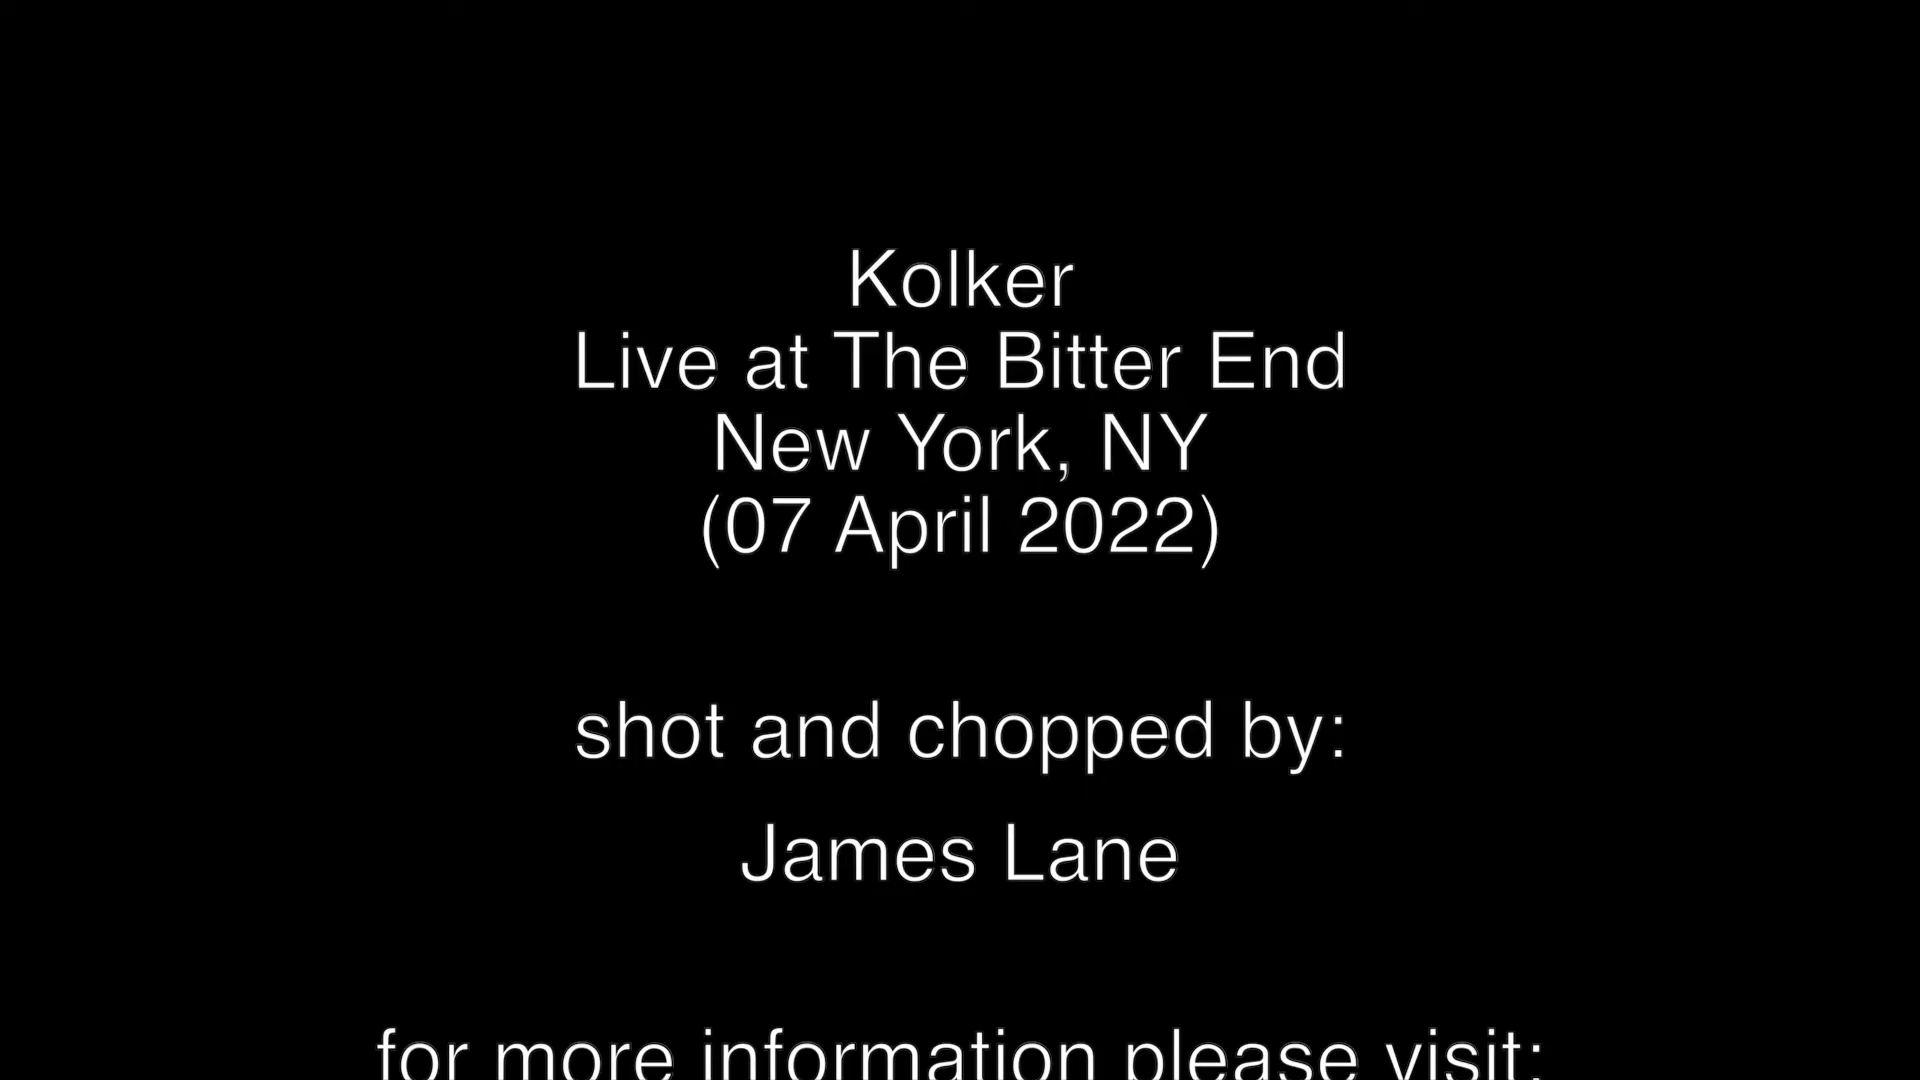 Kolker
Live at The Bitter End
New York, NY
(07 April 2022)
shot and chopped by:
James Lane
for more information please visit: